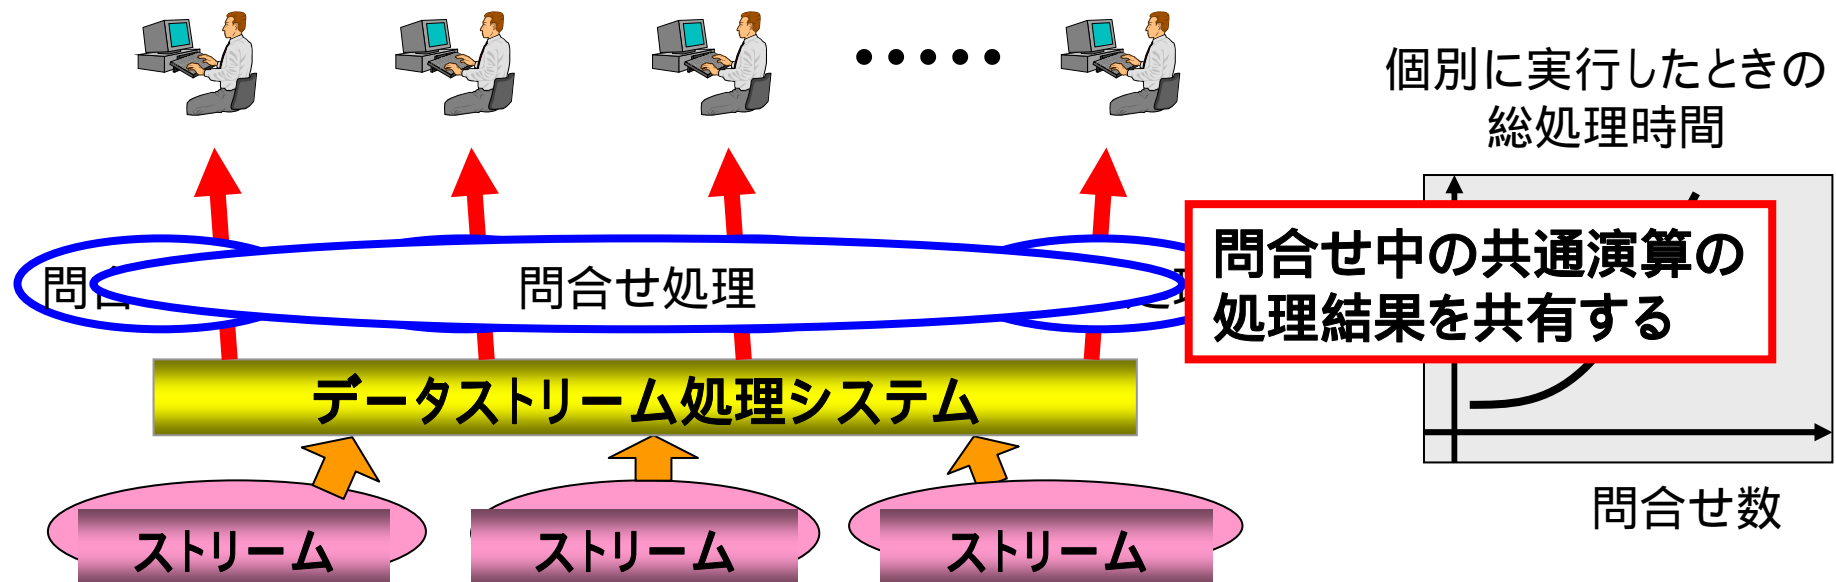 個別に実行したときの
総処理時間
問合せ中の共通演算の
処理結果を共有する
問合
問合せ処理
データストリーム処理システム
問合せ数
ストリーム
ストリーム
ストリーム